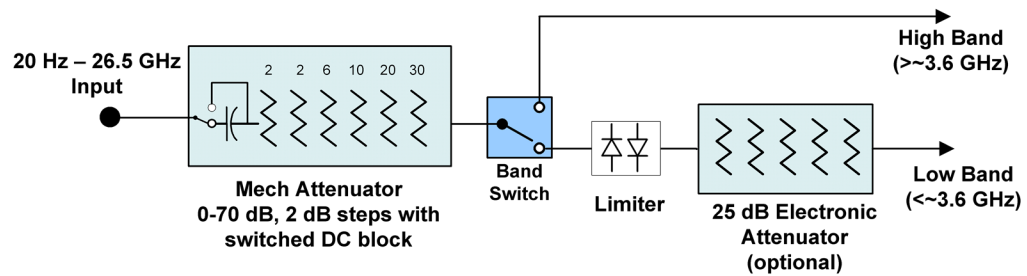 20 Hz – 26.5 GHz
Input
2 2 6 10 20 30
Mech Attenuator
0-70 dB, 2 dB steps with
switched DC block
Band
Switch
Limiter
25 dB Electronic
Attenuator
(optional)
High Band
(>~3.6 GHz)
Low Band
(<~3.6 GHz)